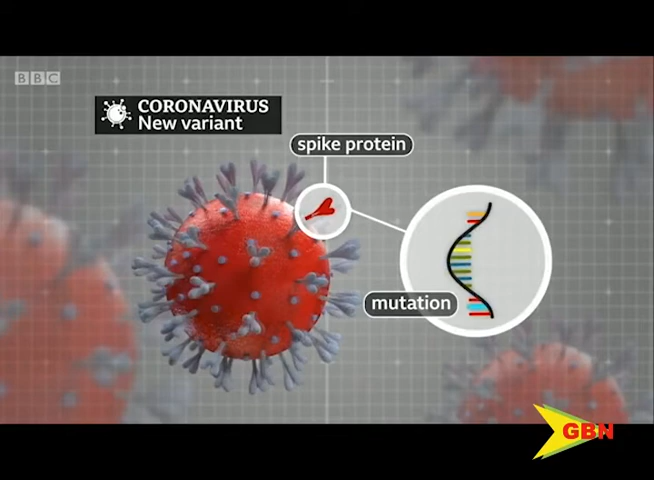 BBC
CORONAVIRUS
New variant
spike protein
mutation
GBN